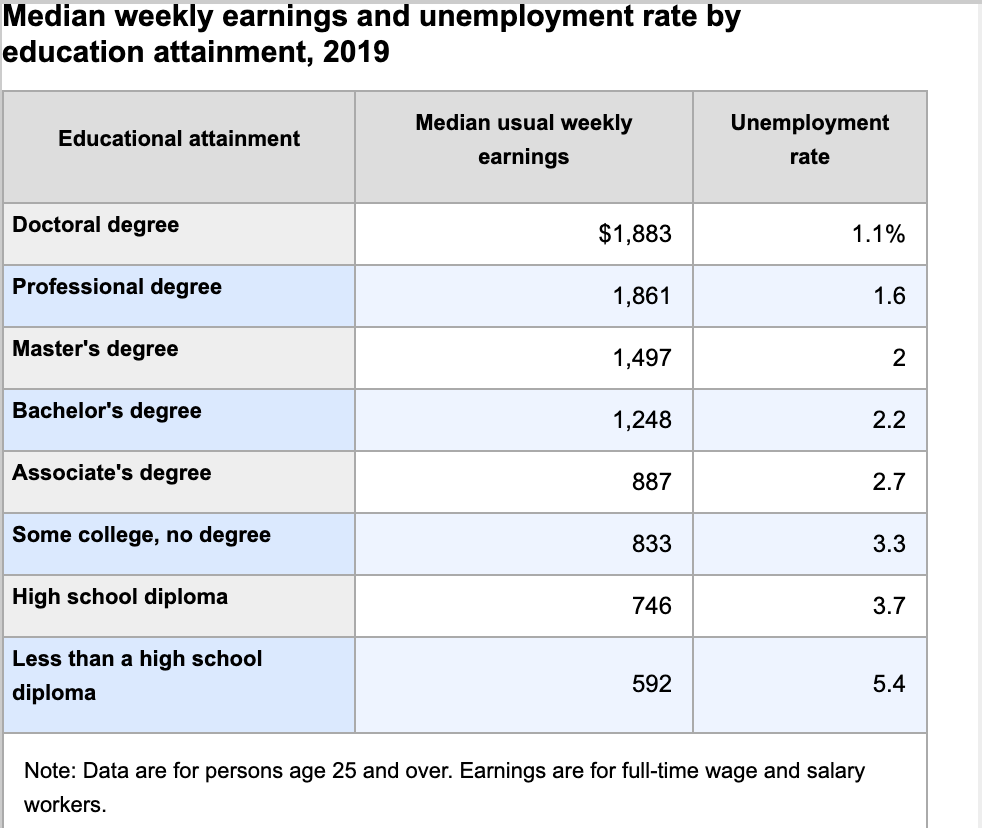 Median weekly earnings and unemployment rate by
education attainment, 2019
Educational attainment
Median usual weekly
earnings
Unemployment
rate
Doctoral degree $1,883 1.1%
Professional degree 1,861 1.6
Master's degree 1,497 2
Bachelor's degree 1,248 2.2
Associate's degree 887 2.7
Some college, no degree 833 3.3
High school diploma 746 3.7
Less than a high school
diploma 592 5.4
Note: Data are for persons age 25 and over. Earnings are for full-time wage and salary
workers.